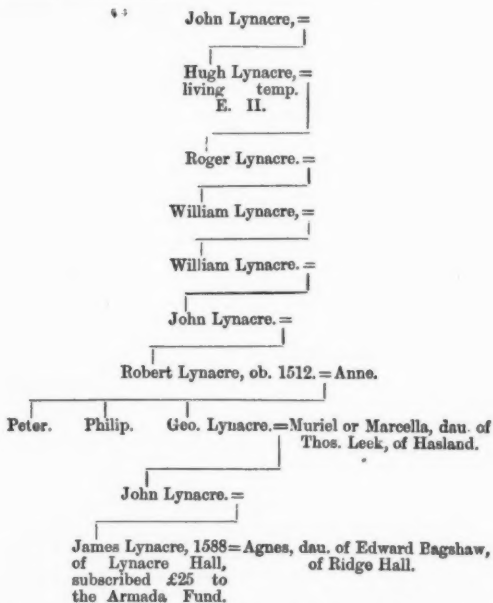 John Lynacre,=
Hugh Lynacre,=
living temp.
E. II.
Roger Lynacre.=
William Lynacre,=
William Lynacre.=
John Lynacre.=
Robert Lynacre, ob. 1512.=Anne.
Peter. Philip. Geo. Lynacre.=Muriel or Marcella, dau. of
Thos. Leek, of Hasland.
John Lynacre.=
James Lynacre, 1588=Agnes, dau. of Edward Bagshaw,
of Lynacre Hall, of Ridge Hall.
subscribed £25 to
the Armada Fund.